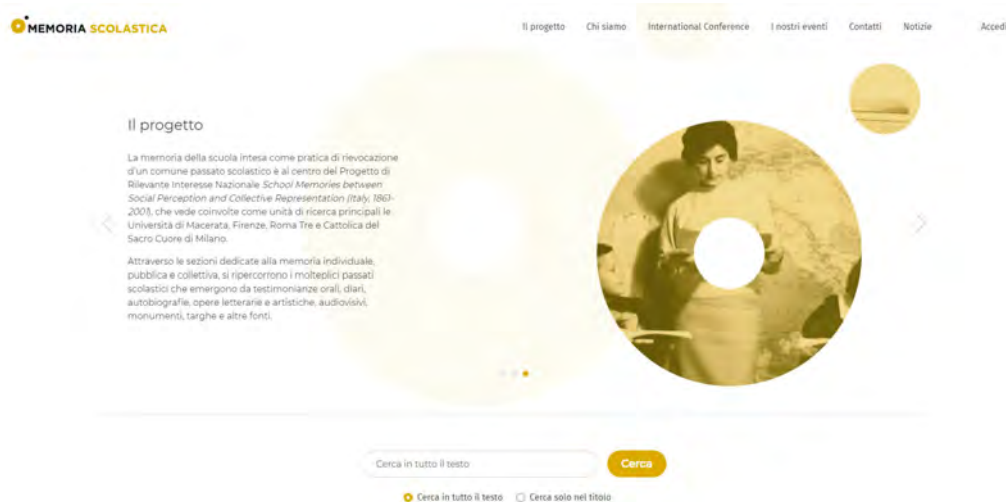 MEMORIA SCOLASTICA
Il progetto Chi siamo International Conference I nostri eventi Contatti Notizie Accedi
Il progetto
La memoria della scuola intesa come pratica di rievocazione
d'un comune passato scolastico è al centro del Progetto di
Rilevante Interesse Nazionale School Memories between
Social Perception and Collective Representation (Italy, 1861-
2001), che vede coinvolte come unità di ricerca principali le
Università di Macerata, Firenze, Roma Tre e Cattolica del
Sacro Cuore di Milano.
Attraverso le sezioni dedicate alla memoria individuale,
pubblica e collettiva, si ripercorrono i molteplici passati
scolastici che emergono da testimonianze orali, diari,
autobiografie, opere letterarie e artistiche, audiovisivi,
monumenti, targhe e altre fonti.
Cerca in tutto il testo Cerca
Cerca in tutto il testo Cerca solo nel titolo